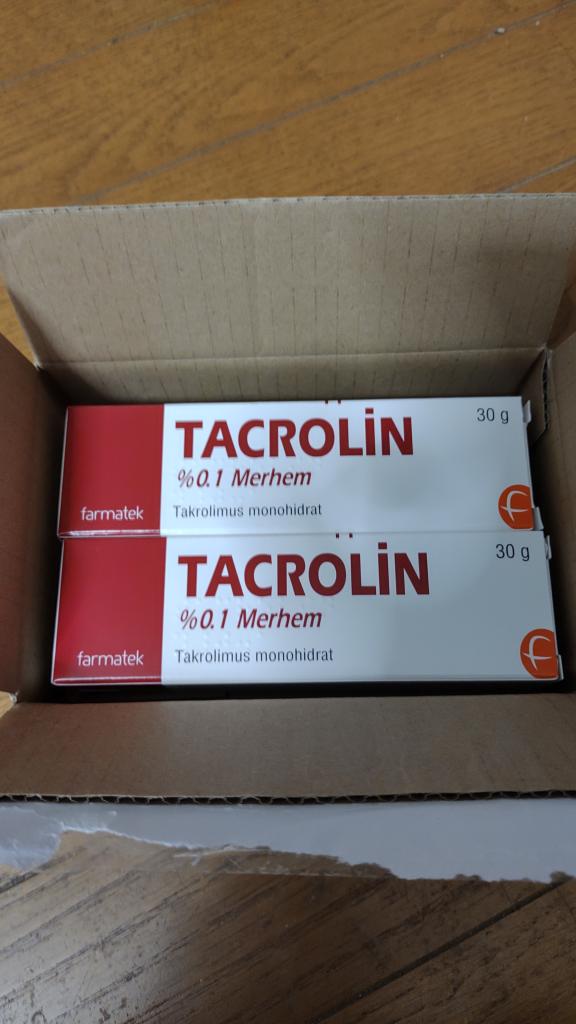 TACROLİN
30 g
%0.1 Merhem
Takrolimus monohidrat
farmatek
TACROLİN
30 g
%0.1 Merhem
Takrolimus monohidrat
farmatek